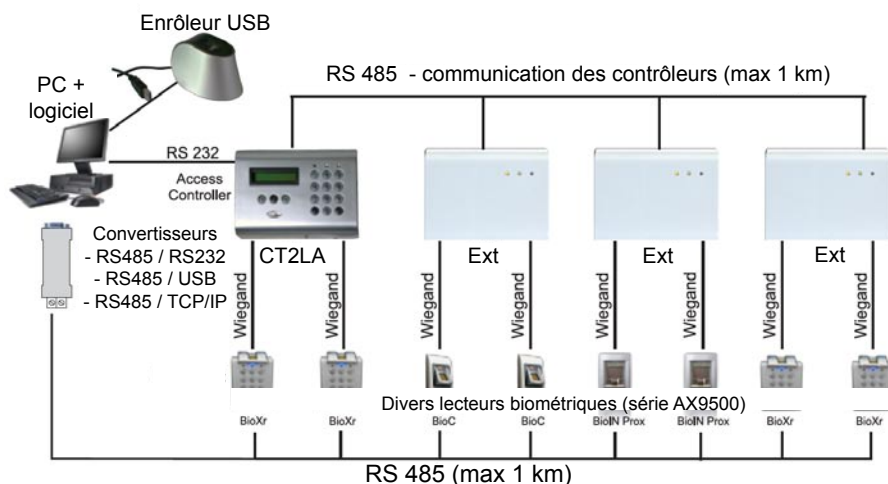 Enrôleur USB
RS 485 - communication des contrôleurs (max 1 km)
PC +
logiciel
RS 232
Access
Controller
Convertisseurs
- RS485 / RS232
- RS485 / USB
- RS485 / TCP/IP
CT2LA
Ext
Ext
Ext
Wiegand
Wiegand
Wiegand
Wiegand
Wiegand
Wiegand
Wiegand
Wiegand
Divers lecteurs biométriques (série AX9500)
BioXr
BioXr
BioC
BioC
BioIN Prox
BioIN Prox
BioXr
BioXr
RS 485 (max 1 km)